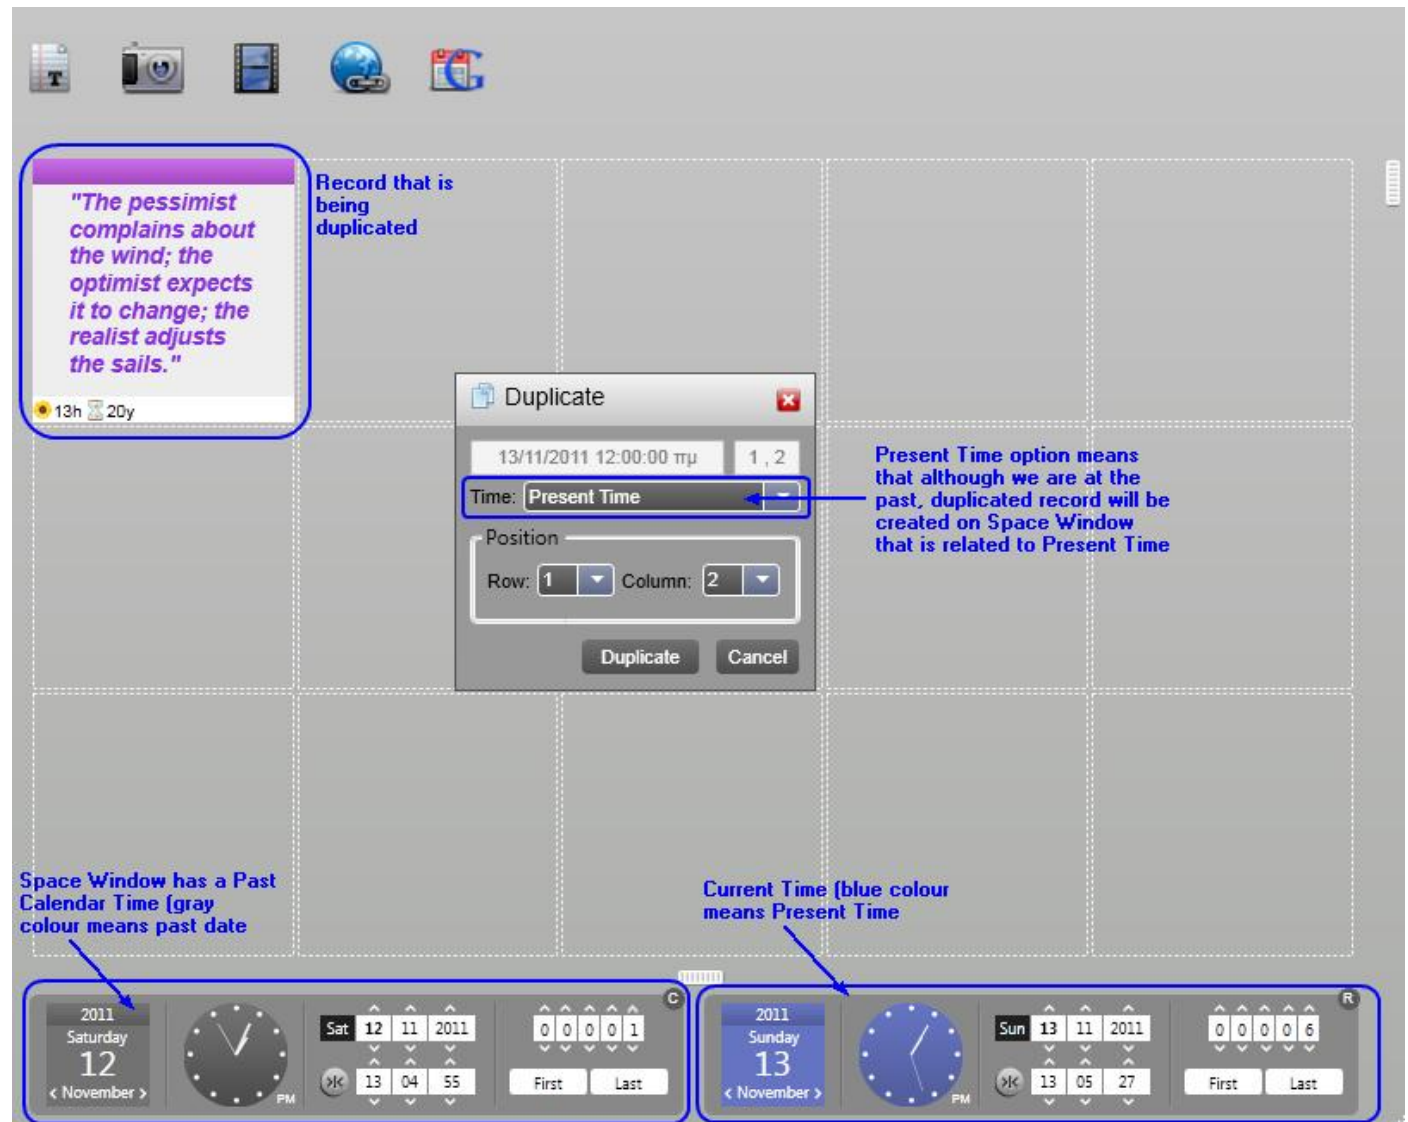 T
G
Record that is
being
duplicated
"The pessimist
complains about
the wind; the
optimist expects
it to change; the
realist adjusts
the sails."
13h 20y
Duplicate
13/11/2011 12:00:00 πμ 1 , 2
Time: Present Time
Position
Row: 1 Column: 2
Duplicate Cancel
Present Time option means
that although we are at the
past, duplicated record will be
created on Space Window
that is related to Present Time
Space Window has a Past
Calendar Time (gray
colour means past date
Current Time (blue colour
means Present Time
C
2011
Saturday
12
< November >
PM
Sat 12 11 2011
13 04 55
0 0 0 0 1
First Last
R
2011
Sunday
13
< November >
PM
Sun 13 11 2011
13 05 27
0 0 0 0 6
First Last